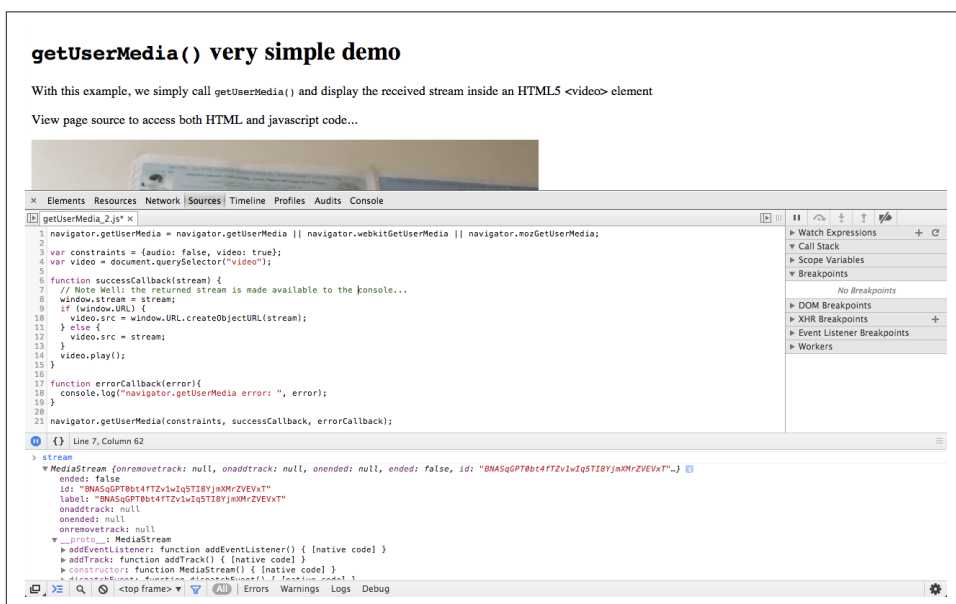 getUserMedia() very simple demo
With this example, we simply call getUserMedia() and display the received stream inside an HTML5 <video> element
View page source to access both HTML and javascript code...
× Elements Resources Network Sources Timeline Profiles Audits Console
getUserMedia_2.js* ×
1 navigator.getUserMedia = navigator.getUserMedia || navigator.webkitGetUserMedia || navigator.mozGetUserMedia;
2
3 var constraints = {audio: false, video: true};
4 var video = document.querySelector("video");
5
6 function successCallback(stream) {
7 // Note Well: the returned stream is made available to the console...
8 window.stream = stream;
9 if (window.URL) {
10 video.src = window.URL.createObjectURL(stream);
11 } else {
12 video.src = stream;
13 }
14 video.play();
15 }
16
17 function errorCallback(error){
18 console.log("navigator.getUserMedia error: ", error);
19 }
20
21 navigator.getUserMedia(constraints, successCallback, errorCallback);
Watch Expressions
Call Stack
Scope Variables
Breakpoints
No Breakpoints
DOM Breakpoints
XHR Breakpoints
Event Listener Breakpoints
Workers
{} Line 7, Column 62
> stream
MediaStream {onremovetrack: null, onaddtrack: null, onended: null, ended: false, id: "BNASqGPT0bt4fTZv1wIq5TI8YjmXMrZVEVxT"…}
ended: false
id: "BNASqGPT0bt4fTZv1wIq5TI8YjmXMrZVEVxT"
label: "BNASqGPT0bt4fTZv1wIq5TI8YjmXMrZVEVxT"
onaddtrack: null
onended: null
onremovetrack: null
__proto__: MediaStream
addEventListener: function addEventListener() { [native code] }
addTrack: function addTrack() { [native code] }
constructor: function MediaStream() { [native code] }
dispatchEvent: function dispatchEvent() { [native code] }
<top frame> All Errors Warnings Logs Debug